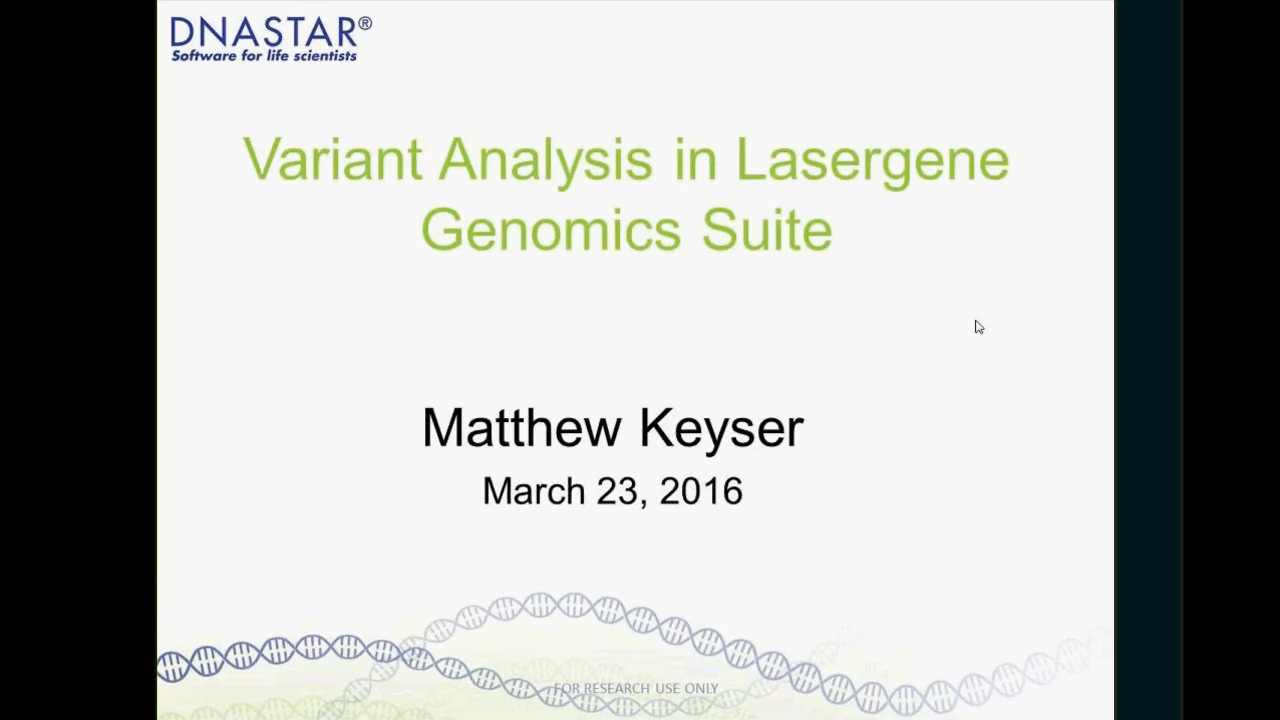 DNASTAR®
Software for life scientists
Variant Analysis in Lasergene
Genomics Suite
Matthew Keyser
March 23, 2016
FOR RESEARCH USE ONLY